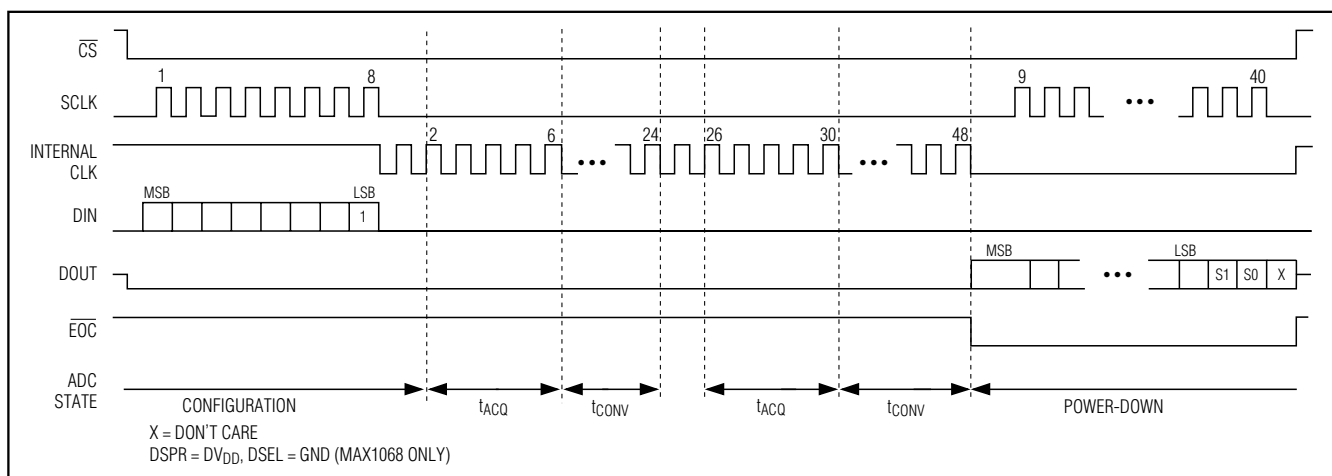 CS
1 8 9 40
SCLK
•••
2 6 24 26 30 48
INTERNAL
CLK
••• •••
MSB LSB
DIN
1
MSB LSB
DOUT
••• S1 S0 X
EOC
ADC
STATE
CONFIGURATION tACQ tCONV tACQ tCONV POWER-DOWN
X = DON'T CARE
DSPR = DVDD, DSEL = GND (MAX1068 ONLY)